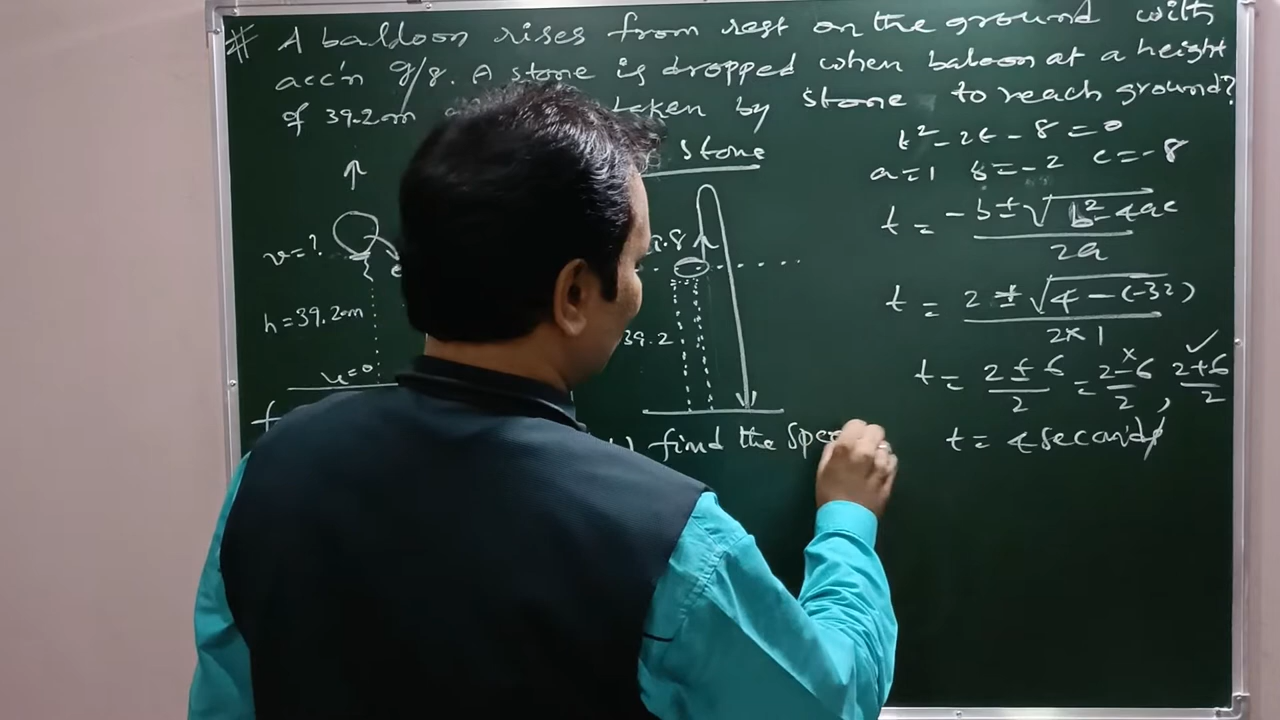 # A balloon rises from rest on the ground with
acc'n g/8. A stone is dropped when baloon at a height
of 39.2m taken by stone to reach ground?
Stone
v=?
h=39.2m
u=0
.8
39.2
find the Spee
t² - 2t - 8 = 0
a=1 b=-2 c=-8
t = -b±√b²-4ac / 2a
t = 2±√4-(-32) / 2×1
t = 2±6/2 = 2-6/2 ×, 2+6/2 ✓
t = 4 seconds